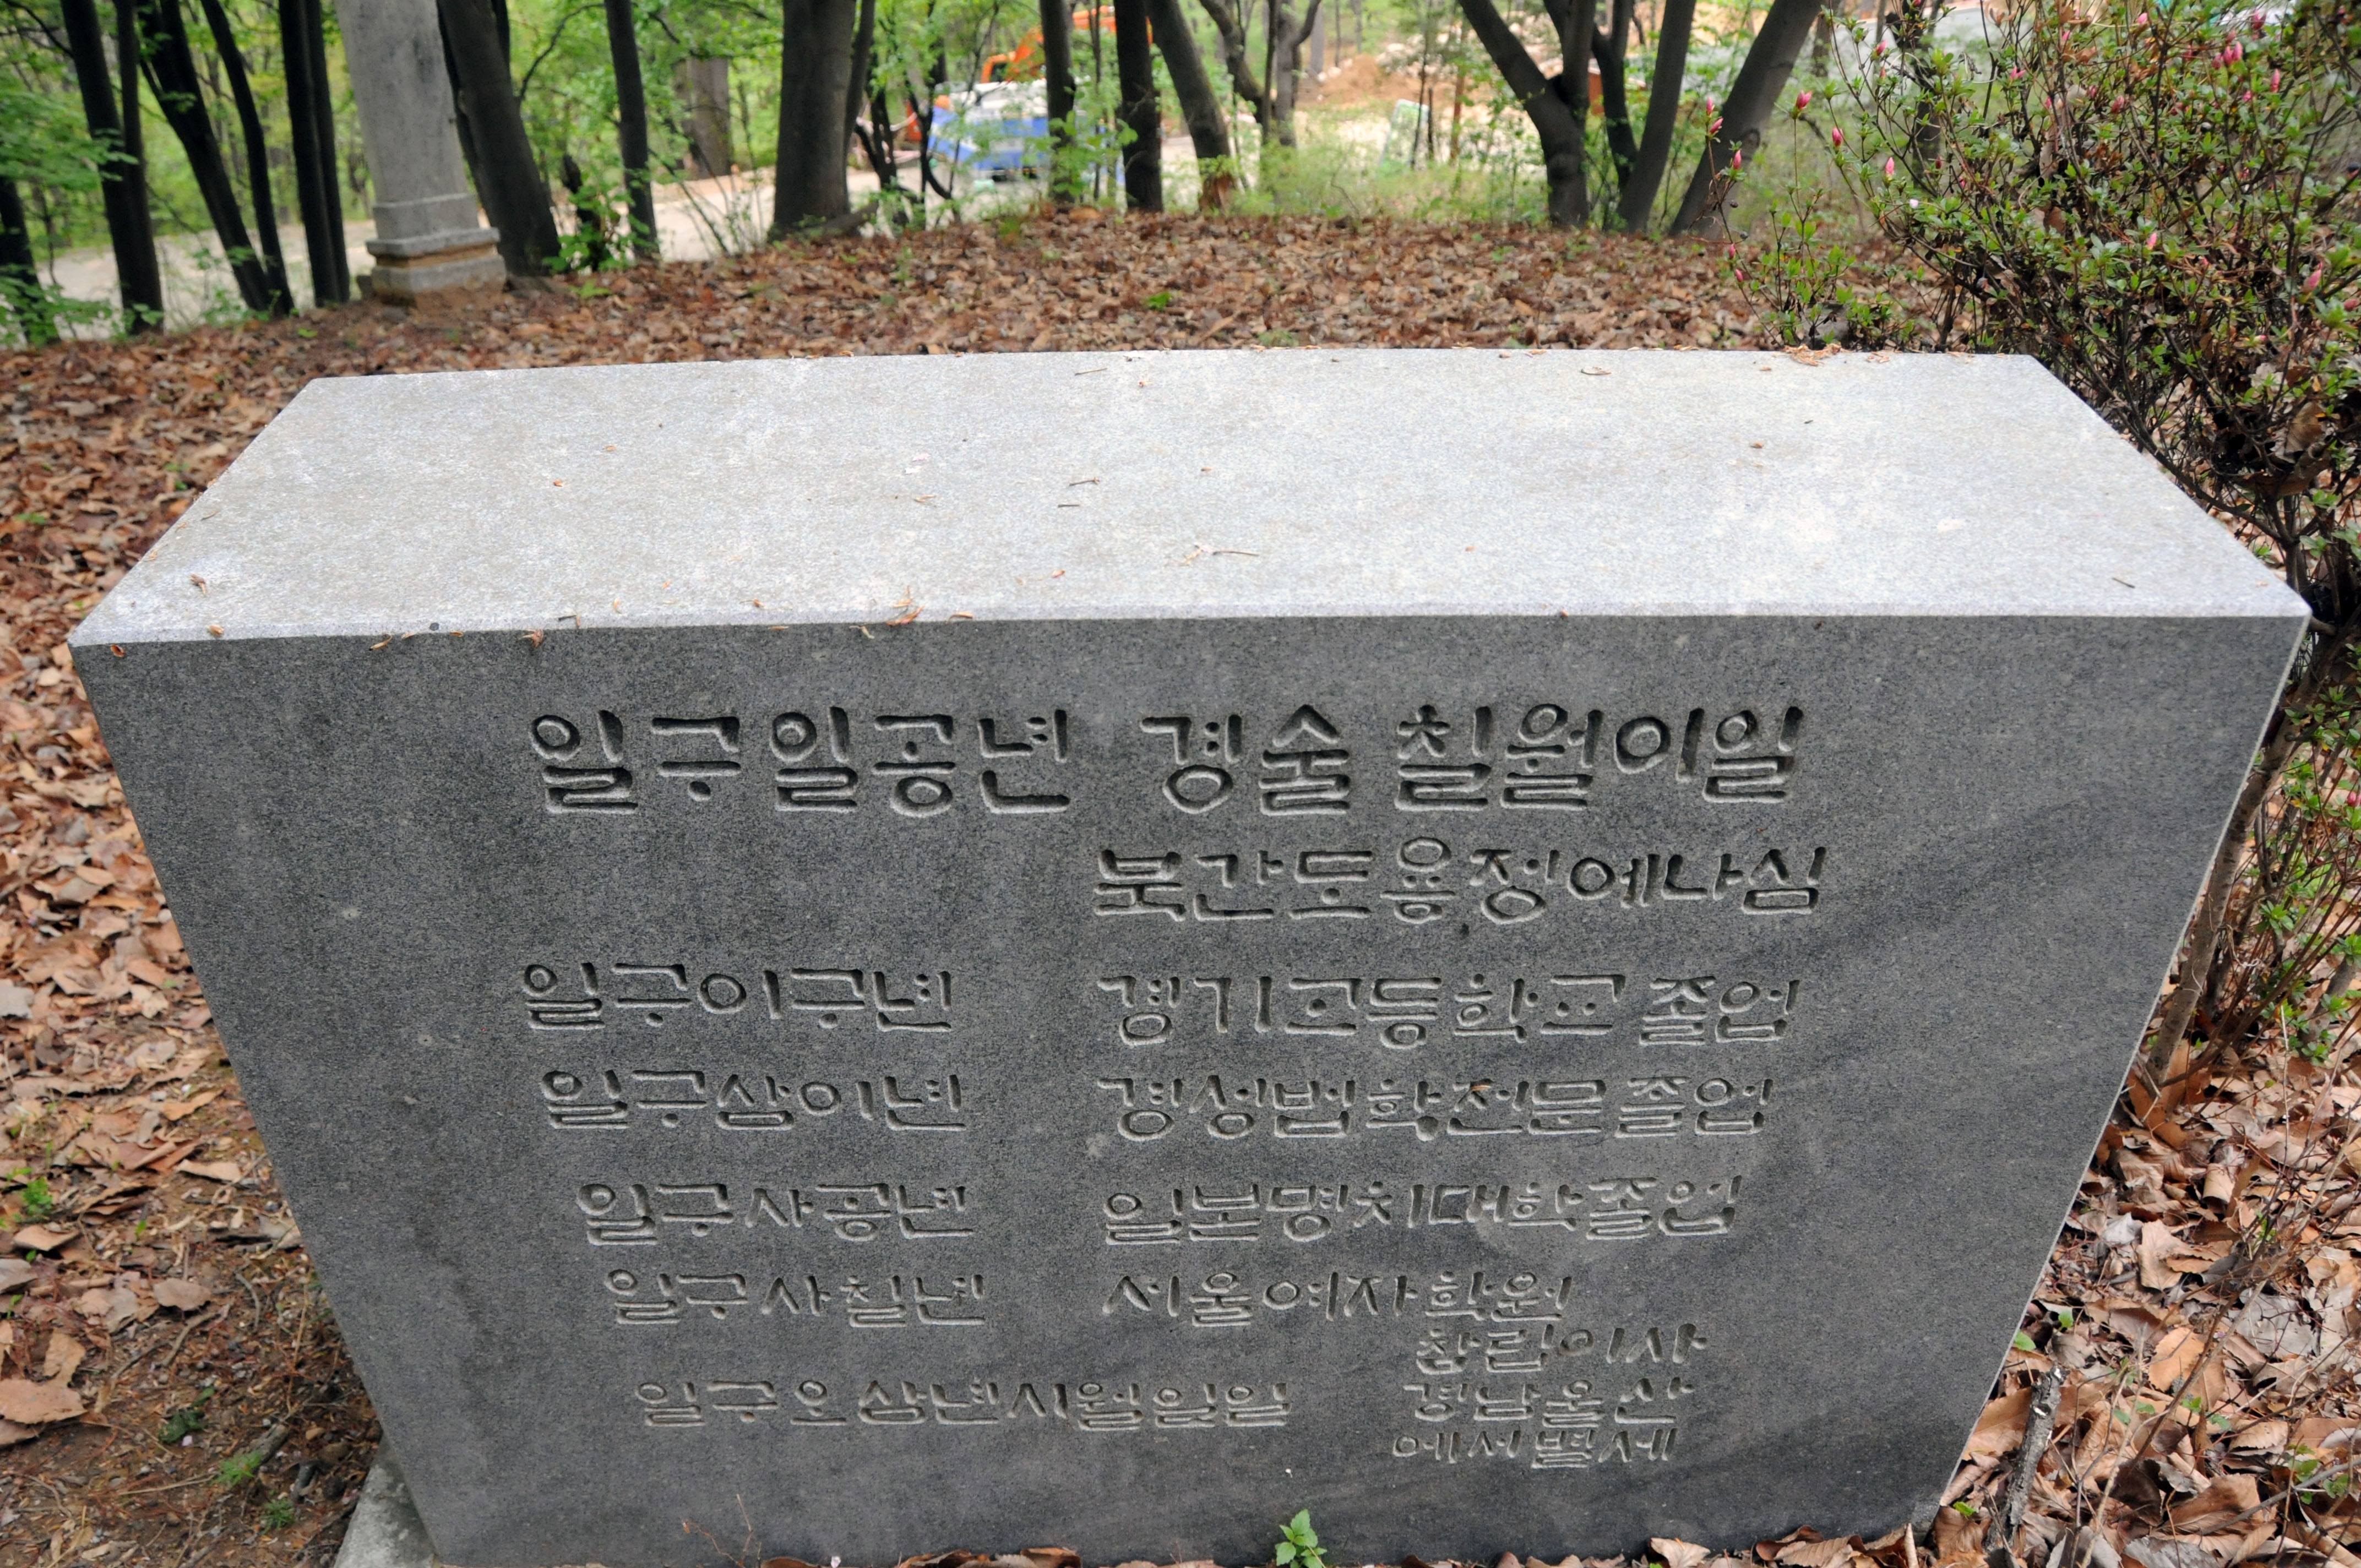 일구일공년 경술 칠월이일
북간도용정에나심
일구이구년 경기고등학교 졸업
일구삼이년 경성법학전문졸업
일구사공년 일본명치대학졸업
일구사칠년 서울여자학원
창립이사
일구오삼년시월일일 경남울산
에서별세